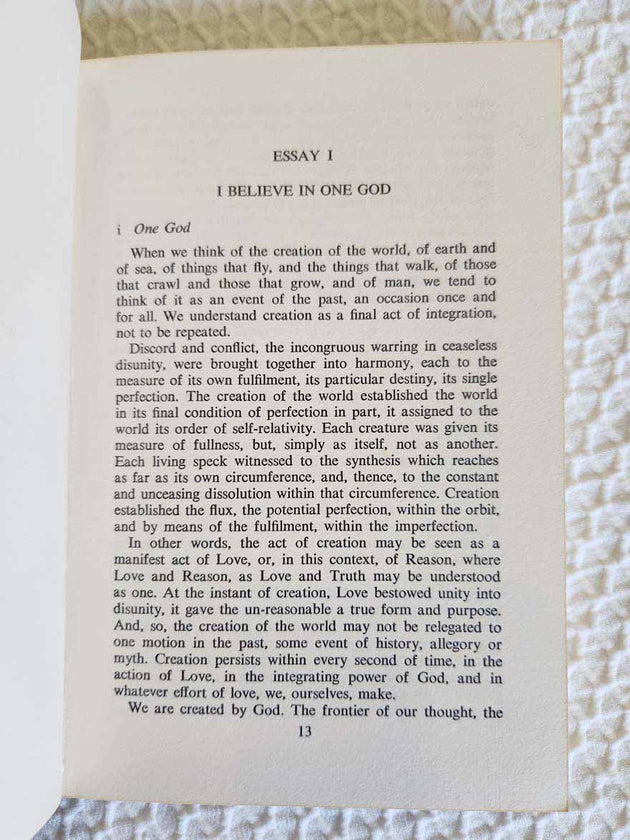 ESSAY I
I BELIEVE IN ONE GOD
i One God
When we think of the creation of the world, of earth and
of sea, of things that fly, and the things that walk, of those
that crawl and those that grow, and of man, we tend to
think of it as an event of the past, an occasion once and
for all. We understand creation as a final act of integration,
not to be repeated.
Discord and conflict, the incongruous warring in ceaseless
disunity, were brought together into harmony, each to the
measure of its own fulfilment, its particular destiny, its single
perfection. The creation of the world established the world
in its final condition of perfection in part, it assigned to the
world its order of self-relativity. Each creature was given its
measure of fullness, but, simply as itself, not as another.
Each living speck witnessed to the synthesis which reaches
as far as its own circumference, and, thence, to the constant
and unceasing dissolution within that circumference. Creation
established the flux, the potential perfection, within the orbit,
and by means of the fulfilment, within the imperfection.
In other words, the act of creation may be seen as a
manifest act of Love, or, in this context, of Reason, where
Love and Reason, as Love and Truth may be understood
as one. At the instant of creation, Love bestowed unity into
disunity, it gave the un-reasonable a true form and purpose.
And, so, the creation of the world may not be relegated to
one motion in the past, some event of history, allegory or
myth. Creation persists within every second of time, in the
action of Love, in the integrating power of God, and in
whatever effort of love, we, ourselves, make.
We are created by God. The frontier of our thought, the
13